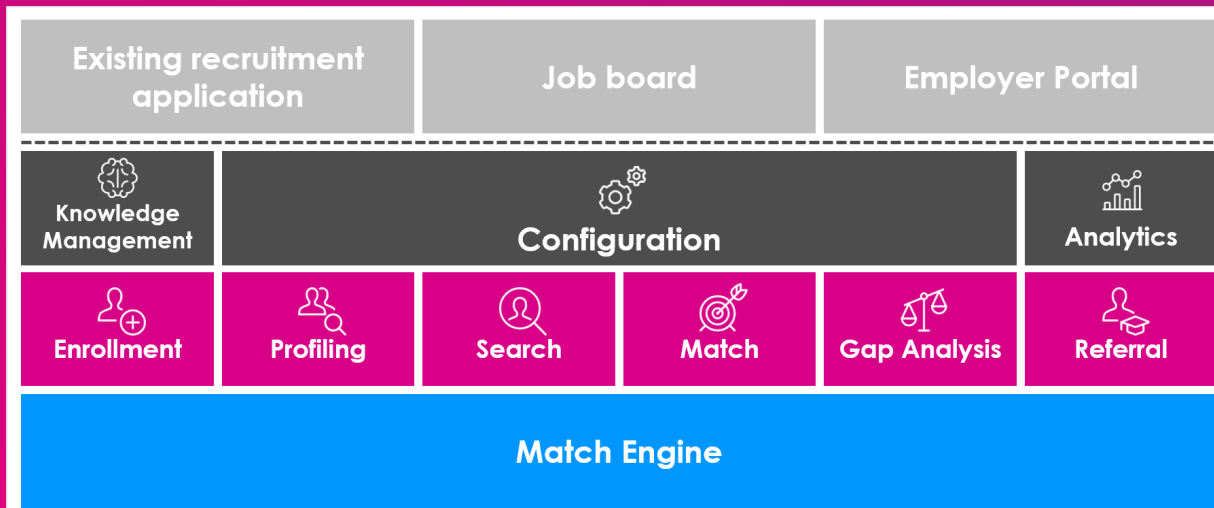 Existing recruitment
application
Job board
Employer Portal
Knowledge
Management
Configuration
Analytics
Enrollment
Profiling
Search
Match
Gap Analysis
Referral
Match Engine